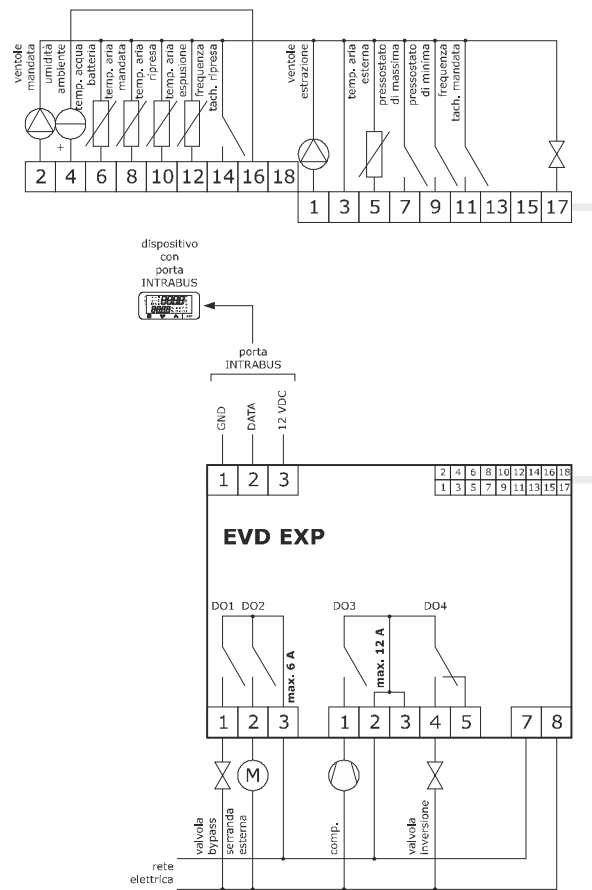 ventole
mandata
umidità
ambiente
temp. acqua
batteria
temp. aria
mandata
temp. aria
ripresa
temp. aria
espusione
frequenza
tach. ripresa
ventole
estrazione
temp. aria
esterna
pressostato
di massima
pressostato
di minima
frequenza
tach. mandata
+
2 4 6 8 10 12 14 16 18
1 3 5 7 9 11 13 15 17
dispositivo
con
porta
INTRABUS
porta
INTRABUS
GND
DATA
12 VDC
1 2 3
2 4 6 8 10 12 14 16 18
1 3 5 7 9 11 13 15 17
EVD EXP
DO1 DO2 DO3 DO4
max. 6 A
max. 12 A
1 2 3 1 2 3 4 5 7 8
M
valvola
bypass
serranda
esterna
comp.
valvola
inversione
rete
elettrica